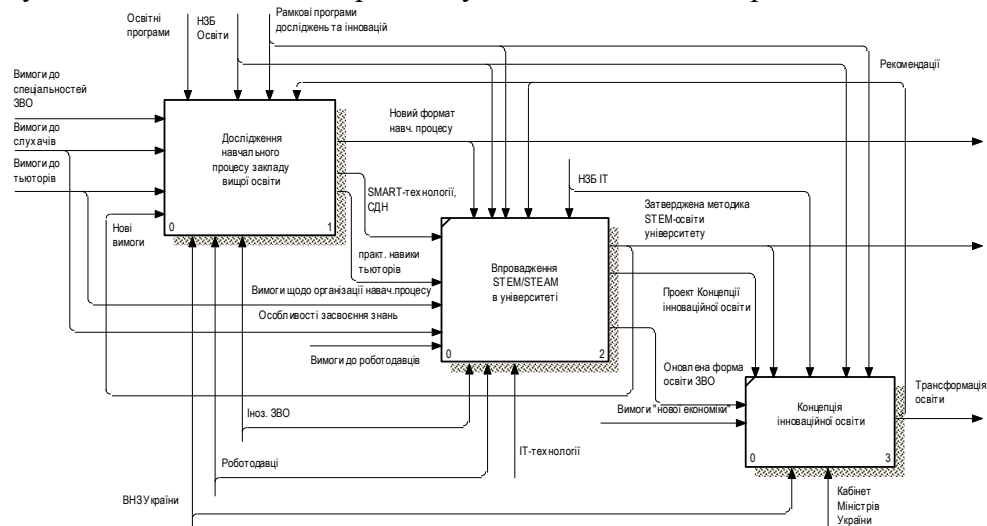 Освітні
програми
НЗБ
Освіти
Рамкові програми
досліджень та інновацій
Рекомендації
Вимоги до
спеціальностей
ЗВО
Вимоги до
слухачів
Вимоги до
тьюторів
Нові
вимоги
Дослідження
навчального
процесу закладу
вищої освіти
0
1
Новий формат
навч. процесу
SMART-технології,
СДН
практ. навики
тьюторів
НЗБ ІТ
Затверджена методика
STEM-освіти
університету
Вимоги щодо організації навач.процесу
Особливості засвоєння знань
Вимоги до роботодавців
Впровадження
STEM/STEAM
в університеті
0
2
Проект Концепції
інноваційної освіти
Оновлена форма
освіти ЗВО
Вимоги "нової економіки"
Концепція
інноваційної освіти
0
3
Трансформація
освіти
Іноз. ЗВО
Роботодавці
ВНЗ України
ІТ-технології
Кабінет
Міністрів
України